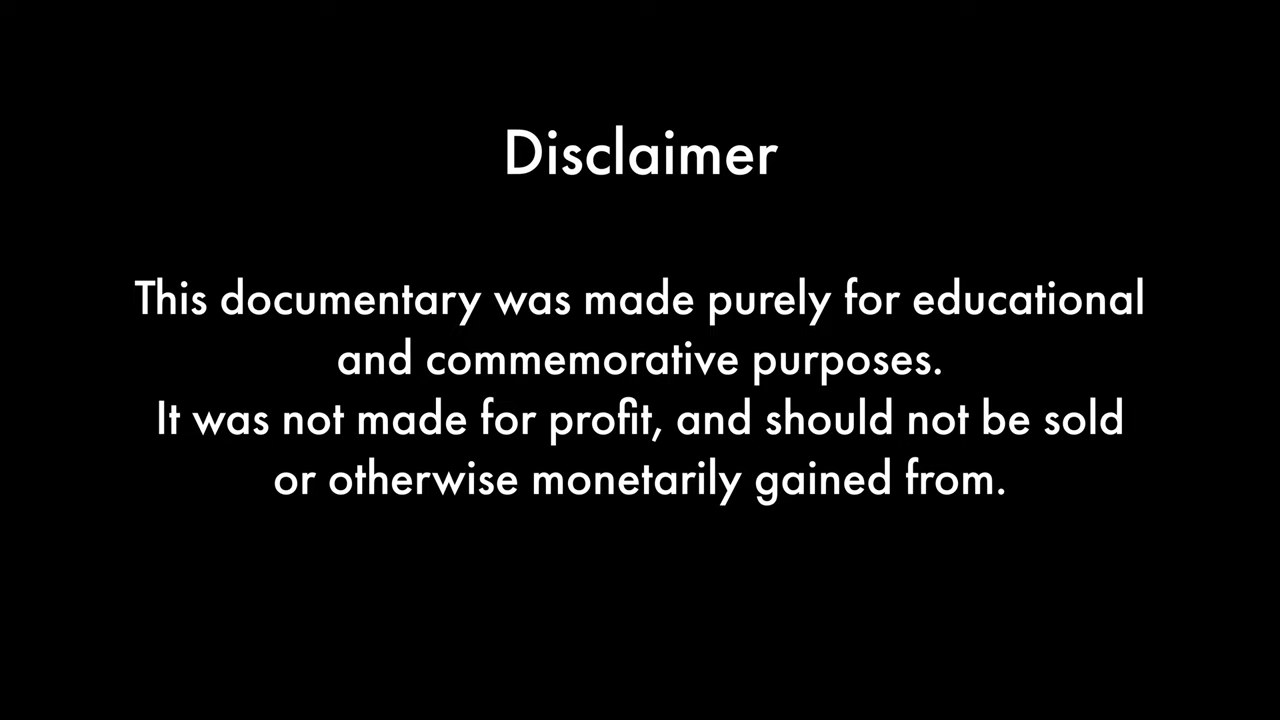 Disclaimer
This documentary was made purely for educational
and commemorative purposes.
It was not made for profit, and should not be sold
or otherwise monetarily gained from.